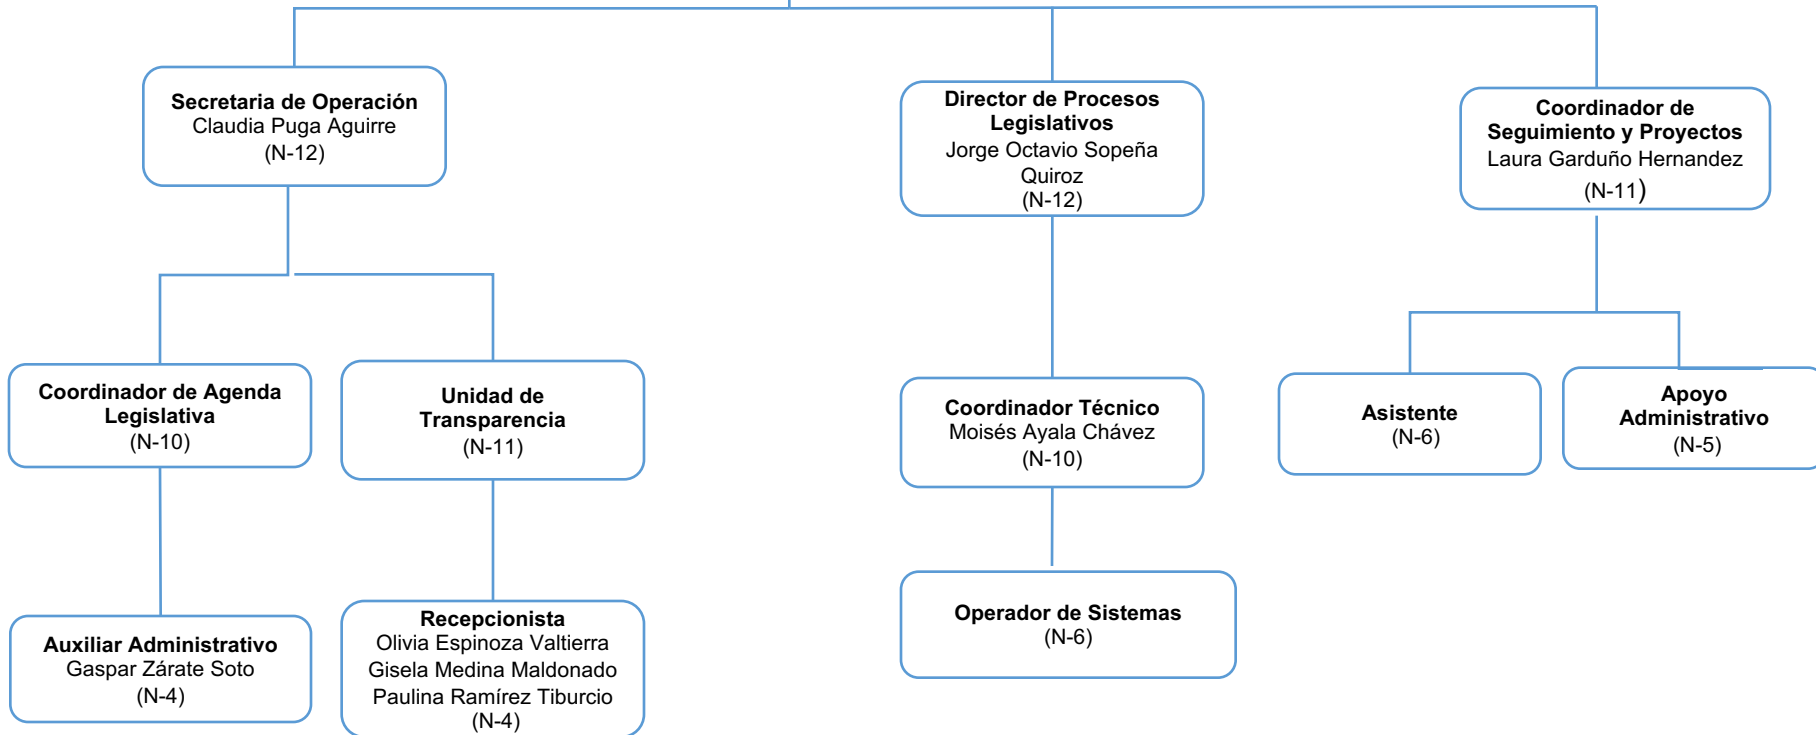 Secretaria de Operación
Claudia Puga Aguirre
(N-12)
Director de Procesos
Legislativos
Jorge Octavio Sopeña
Quiroz
(N-12)
Coordinador de
Seguimiento y Proyectos
Laura Garduño Hernandez
(N-11)
Coordinador de Agenda
Legislativa
(N-10)
Unidad de
Transparencia
(N-11)
Coordinador Técnico
Moisés Ayala Chávez
(N-10)
Asistente
(N-6)
Apoyo
Administrativo
(N-5)
Auxiliar Administrativo
Gaspar Zárate Soto
(N-4)
Recepcionista
Olivia Espinoza Valtierra
Gisela Medina Maldonado
Paulina Ramírez Tiburcio
(N-4)
Operador de Sistemas
(N-6)